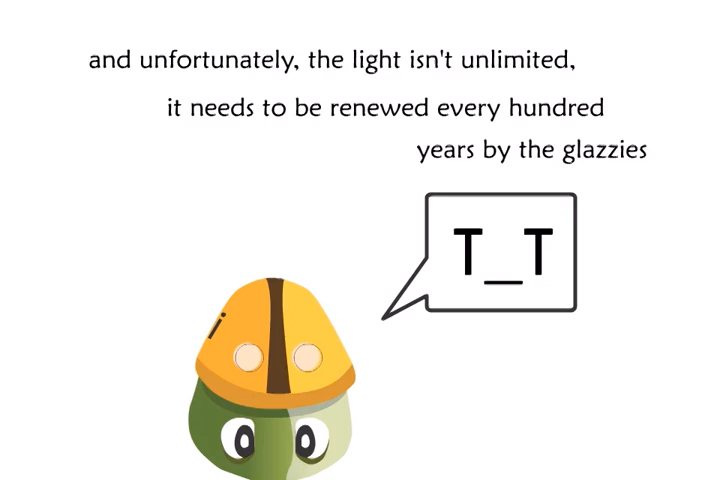 and unfortunately, the light isn't unlimited,
it needs to be renewed every hundred
years by the glazzies
T_T
i